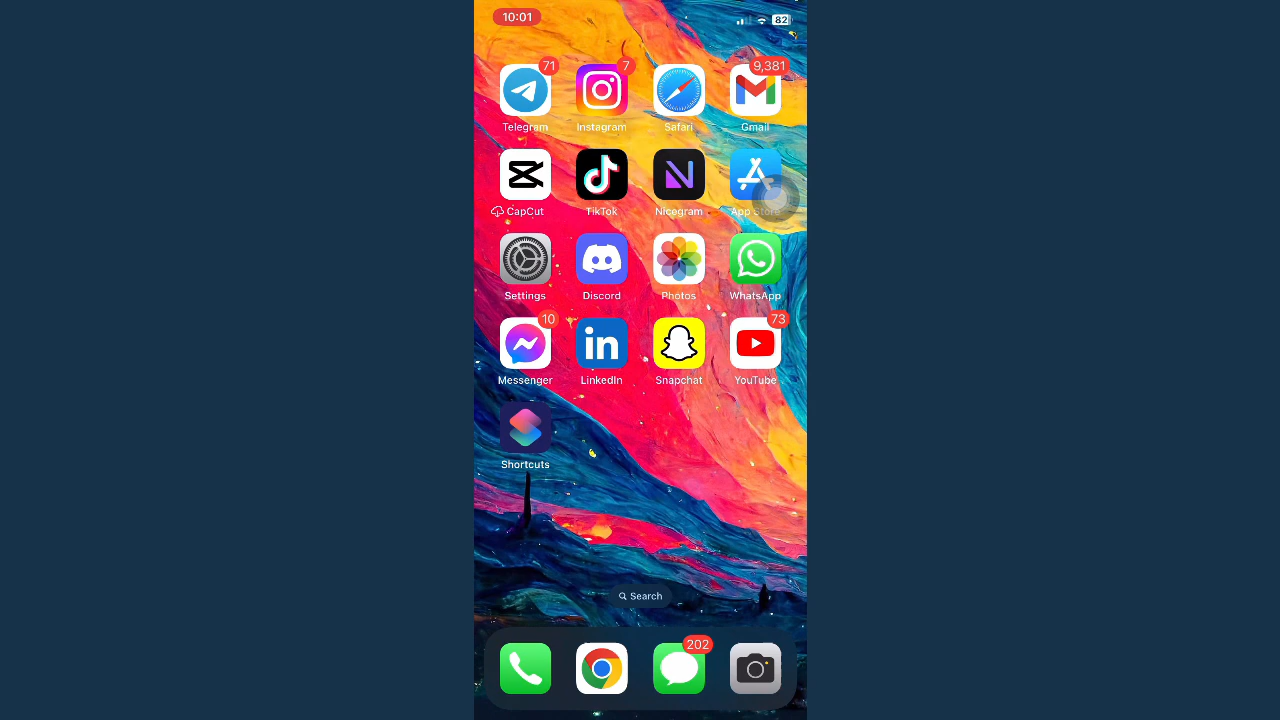 10:01
82
71
7
9,381
Telegram
Instagram
Safari
Gmail
CapCut
TikTok
Nicegram
App Store
Settings
Discord
Photos
WhatsApp
10
73
in
Messenger
LinkedIn
Snapchat
YouTube
Shortcuts
Search
202